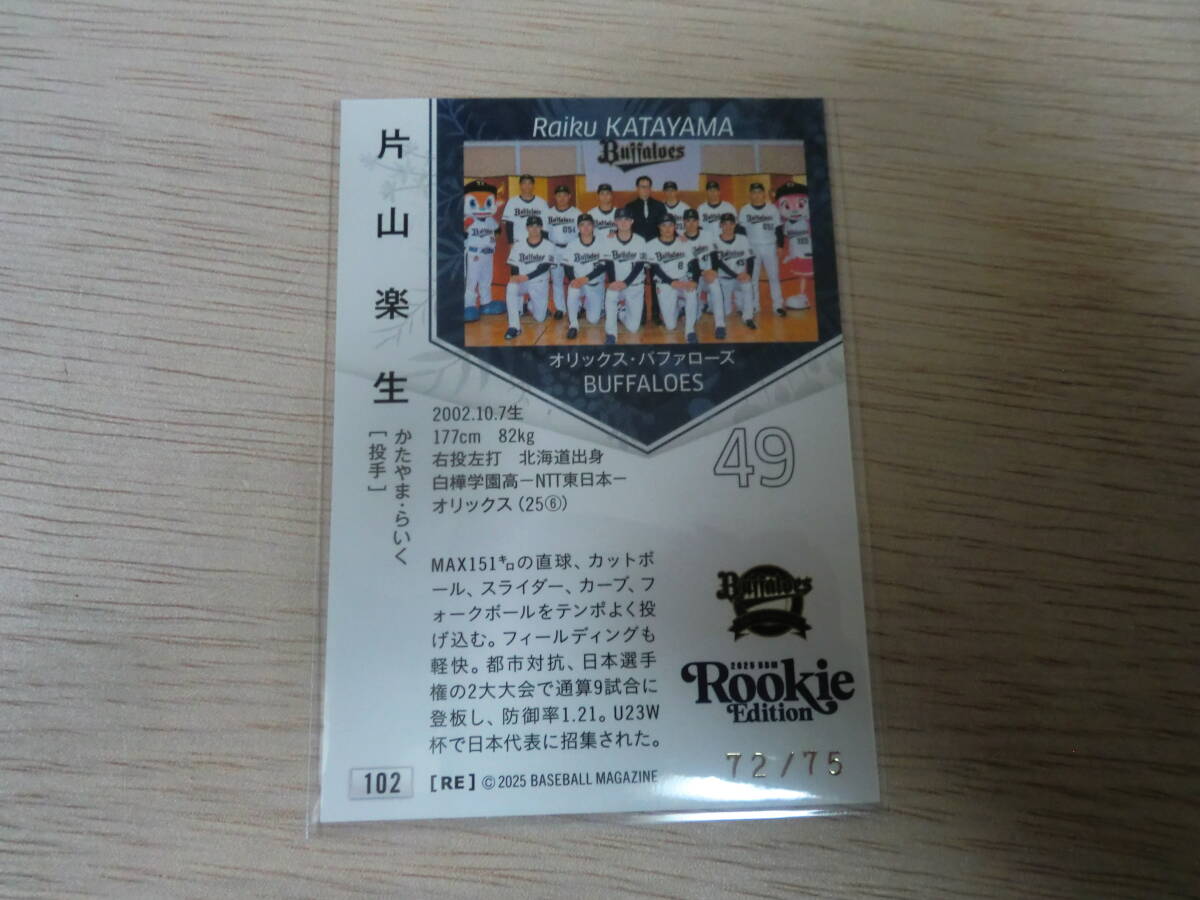 片山楽生
かたやま・らいく
[投手]
Raiku KATAYAMA
Buffaloes
オリックス・バファローズ
BUFFALOES
2002.10.7生
177cm 82kg
右投左打 北海道出身
白樺学園高－NTT東日本－
オリックス（25⑥）
49
MAX151㌔の直球、カットボ
ール、スライダー、カーブ、フ
ォークボールをテンポよく投
げ込む。フィールディングも
軽快。都市対抗、日本選手
権の2大大会で通算9試合に
登板し、防御率1.21。U23W
杯で日本代表に招集された。
Buffaloes
2025 BBM
Rookie
Edition
72/75
102
[RE] © 2025 BASEBALL MAGAZINE